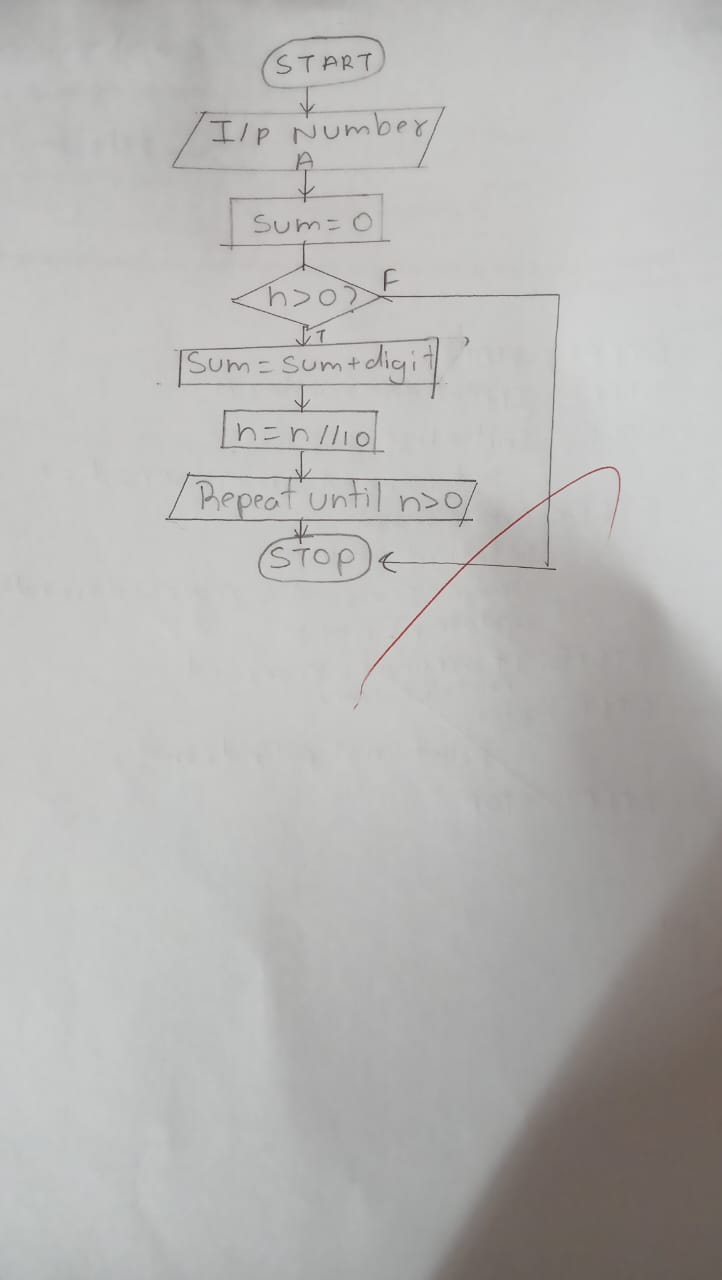 START
I/p Number
A
Sum = 0
n>0?
F
T
Sum = sum + digit
n = n//10
Repeat until n>0
STOP